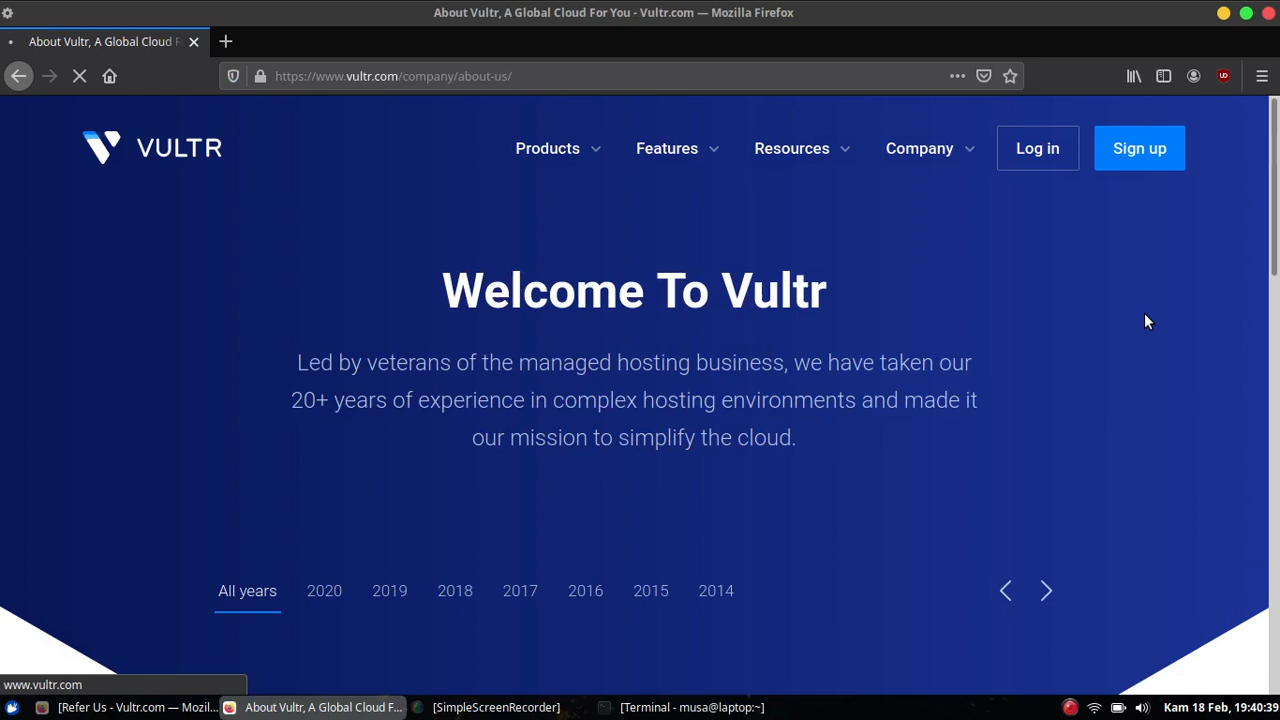 About Vultr, A Global Cloud For You - Vultr.com — Mozilla Firefox
About Vultr, A Global Cloud F
https://www.vultr.com/company/about-us/
VULTR
Products
Features
Resources
Company
Log in
Sign up
Welcome To Vultr
Led by veterans of the managed hosting business, we have taken our
20+ years of experience in complex hosting environments and made it
our mission to simplify the cloud.
All years 2020 2019 2018 2017 2016 2015 2014
www.vultr.com
[Refer Us - Vultr.com — Mozil...
About Vultr, A Global Cloud F...
[SimpleScreenRecorder]
[Terminal - musa@laptop:~]
Kam 18 Feb, 19:40:39